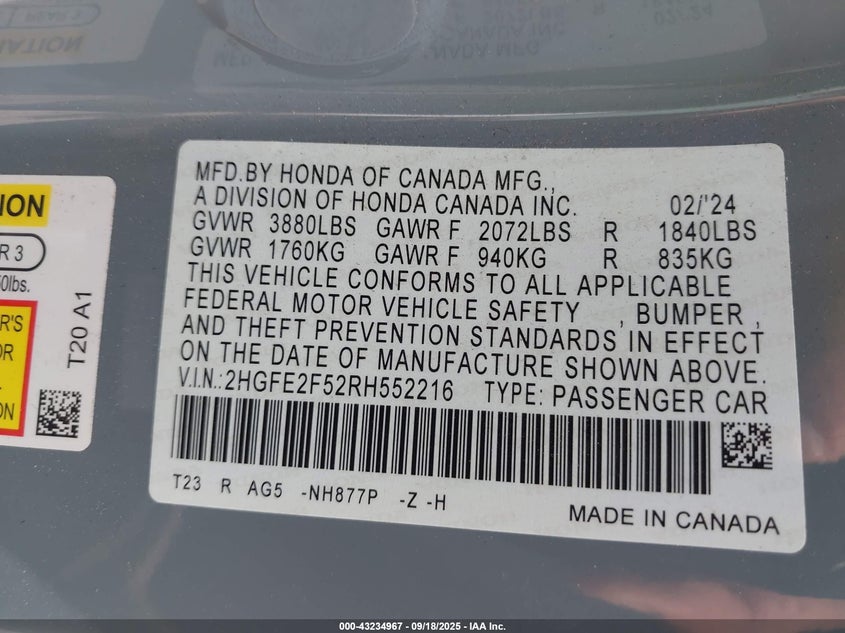 MFD.BY HONDA OF CANADA MFG.,
A DIVISION OF HONDA CANADA INC. 02/'24
GVWR 3880LBS GAWR F 2072LBS R 1840LBS
GVWR 1760KG GAWR F 940KG R 835KG
THIS VEHICLE CONFORMS TO ALL APPLICABLE
FEDERAL MOTOR VEHICLE SAFETY , BUMPER ,
AND THEFT PREVENTION STANDARDS IN EFFECT
ON THE DATE OF MANUFACTURE SHOWN ABOVE.
V.I.N.: 2HGFE2F52RH552216 TYPE: PASSENGER CAR
T23 R AG5 -NH877P -Z -H
MADE IN CANADA
R 3
0lbs.
T20 A1
000-43234967 - 09/18/2025 - IAA Inc.